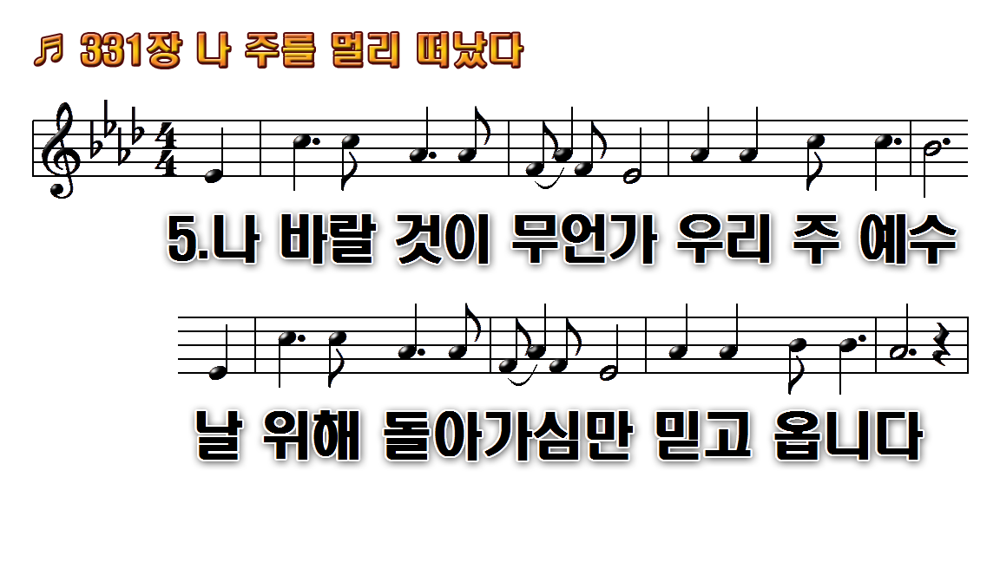 ♬ 331장 나 주를 멀리 떠났다
4
4
5.나 바랄 것이 무언가 우리 주 예수
날 위해 돌아가심만 믿고 옵니다